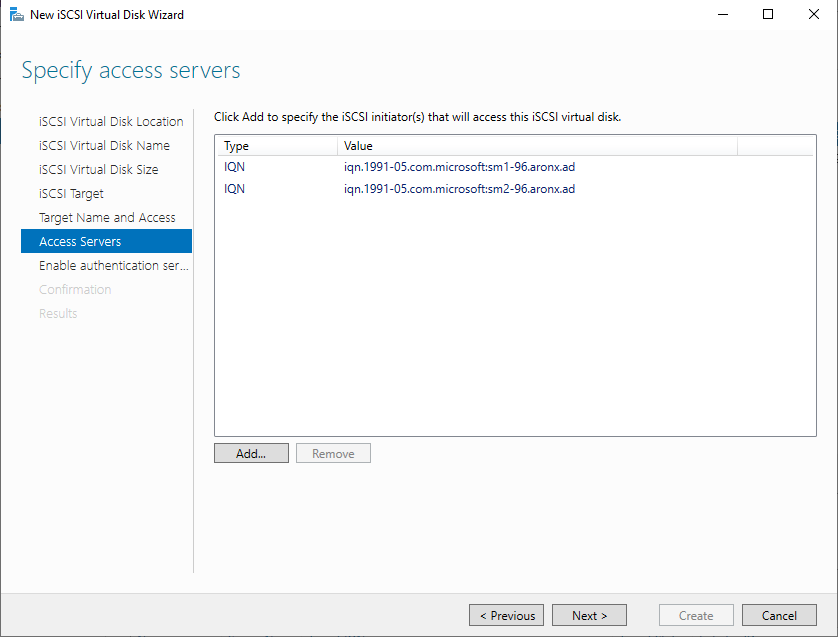 New iSCSI Virtual Disk Wizard
Specify access servers
iSCSI Virtual Disk Location
iSCSI Virtual Disk Name
iSCSI Virtual Disk Size
iSCSI Target
Target Name and Access
Access Servers
Enable authentication ser...
Confirmation
Results
Click Add to specify the iSCSI initiator(s) that will access this iSCSI virtual disk.
Type Value
IQN iqn.1991-05.com.microsoft:sm1-96.aronx.ad
IQN iqn.1991-05.com.microsoft:sm2-96.aronx.ad
Add... Remove
< Previous Next > Create Cancel